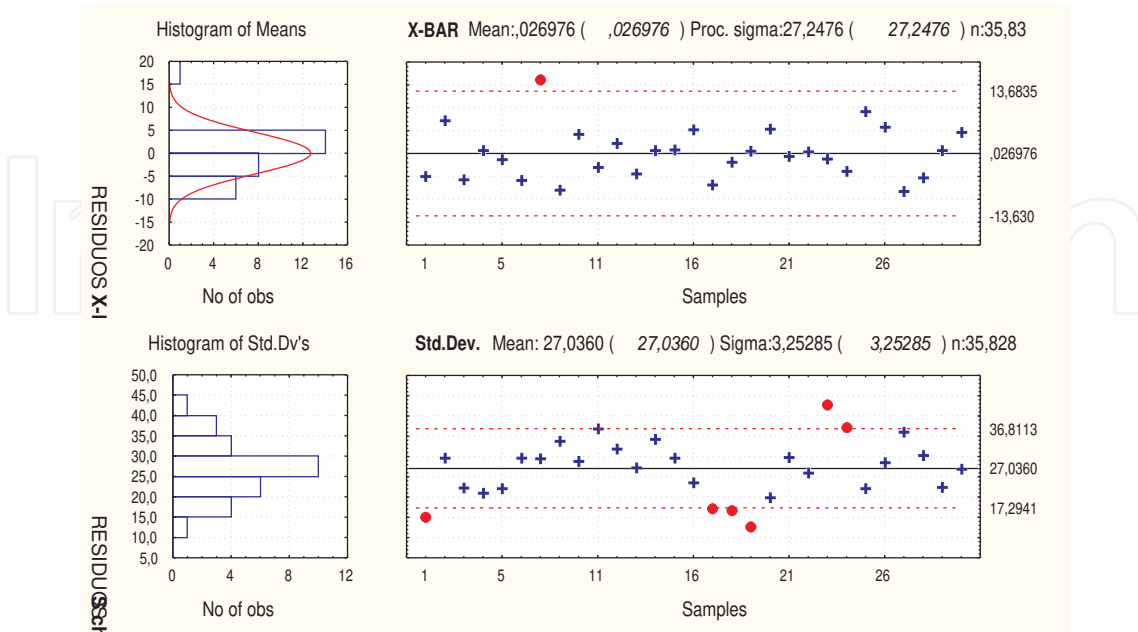 Histogram of Means
X-BAR Mean:,026976 ( ,026976 ) Proc. sigma:27,2476 ( 27,2476 ) n:35,83
20
15
10
5
0
-5
-10
-15
-20
0 4 8 12 16
No of obs
13,6835
,026976
-13,630
1 5 11 16 21 26
Samples
RESIDUOS X-I
Histogram of Std.Dv's
Std.Dev. Mean: 27,0360 ( 27,0360 ) Sigma:3,25285 ( 3,25285 ) n:35,828
50,0
45,0
40,0
35,0
30,0
25,0
20,0
15,0
10,0
5,0
0 4 8 12
No of obs
36,8113
27,0360
17,2941
1 5 11 16 21 26
Samples
RESIDUOS